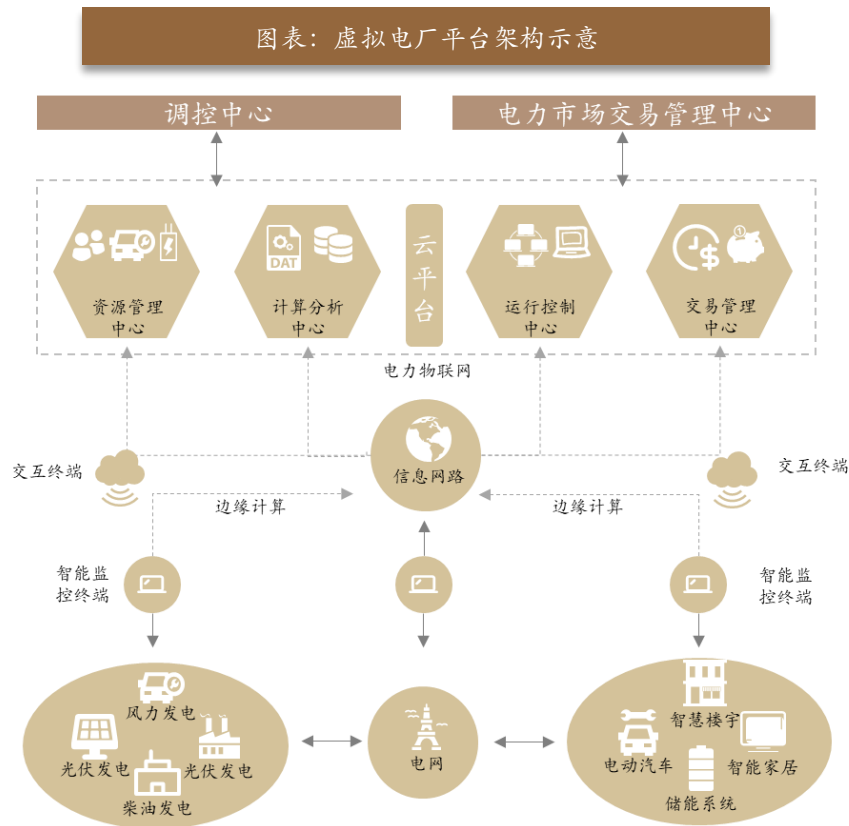 图表：虚拟电厂平台架构示意
调控中心
电力市场交易管理中心
资源管理
中心
DAT
计算分析
中心
云平台
运行控制
中心
1
$
交易管理
中心
电力物联网
信息网路
交互终端
交互终端
边缘计算
边缘计算
智能监
控终端
智能监
控终端
风力发电
光伏发电
光伏发电
柴油发电
电网
智慧楼宇
电动汽车
智能家居
储能系统